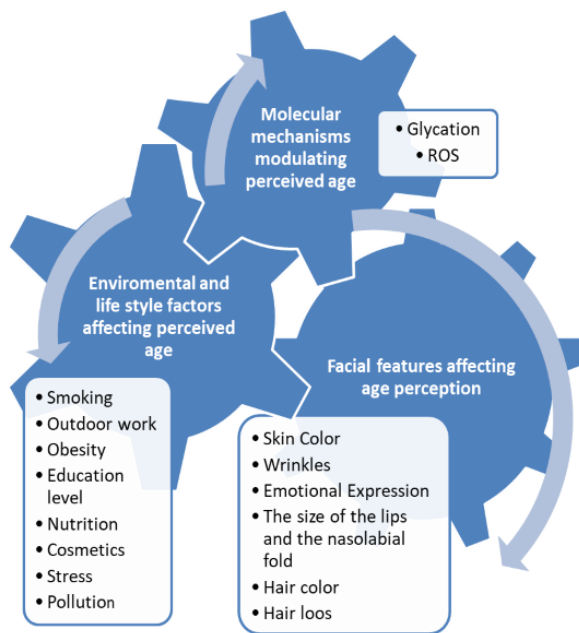 Molecular
mechanisms
modulating
perceived age
• Glycation
• ROS
Enviromental and
life style factors
affecting perceived
age
• Smoking
• Outdoor work
• Obesity
• Education
level
• Nutrition
• Cosmetics
• Stress
• Pollution
Facial features affecting
age perception
• Skin Color
• Wrinkles
• Emotional Expression
• The size of the lips
and the nasolabial
fold
• Hair color
• Hair loos